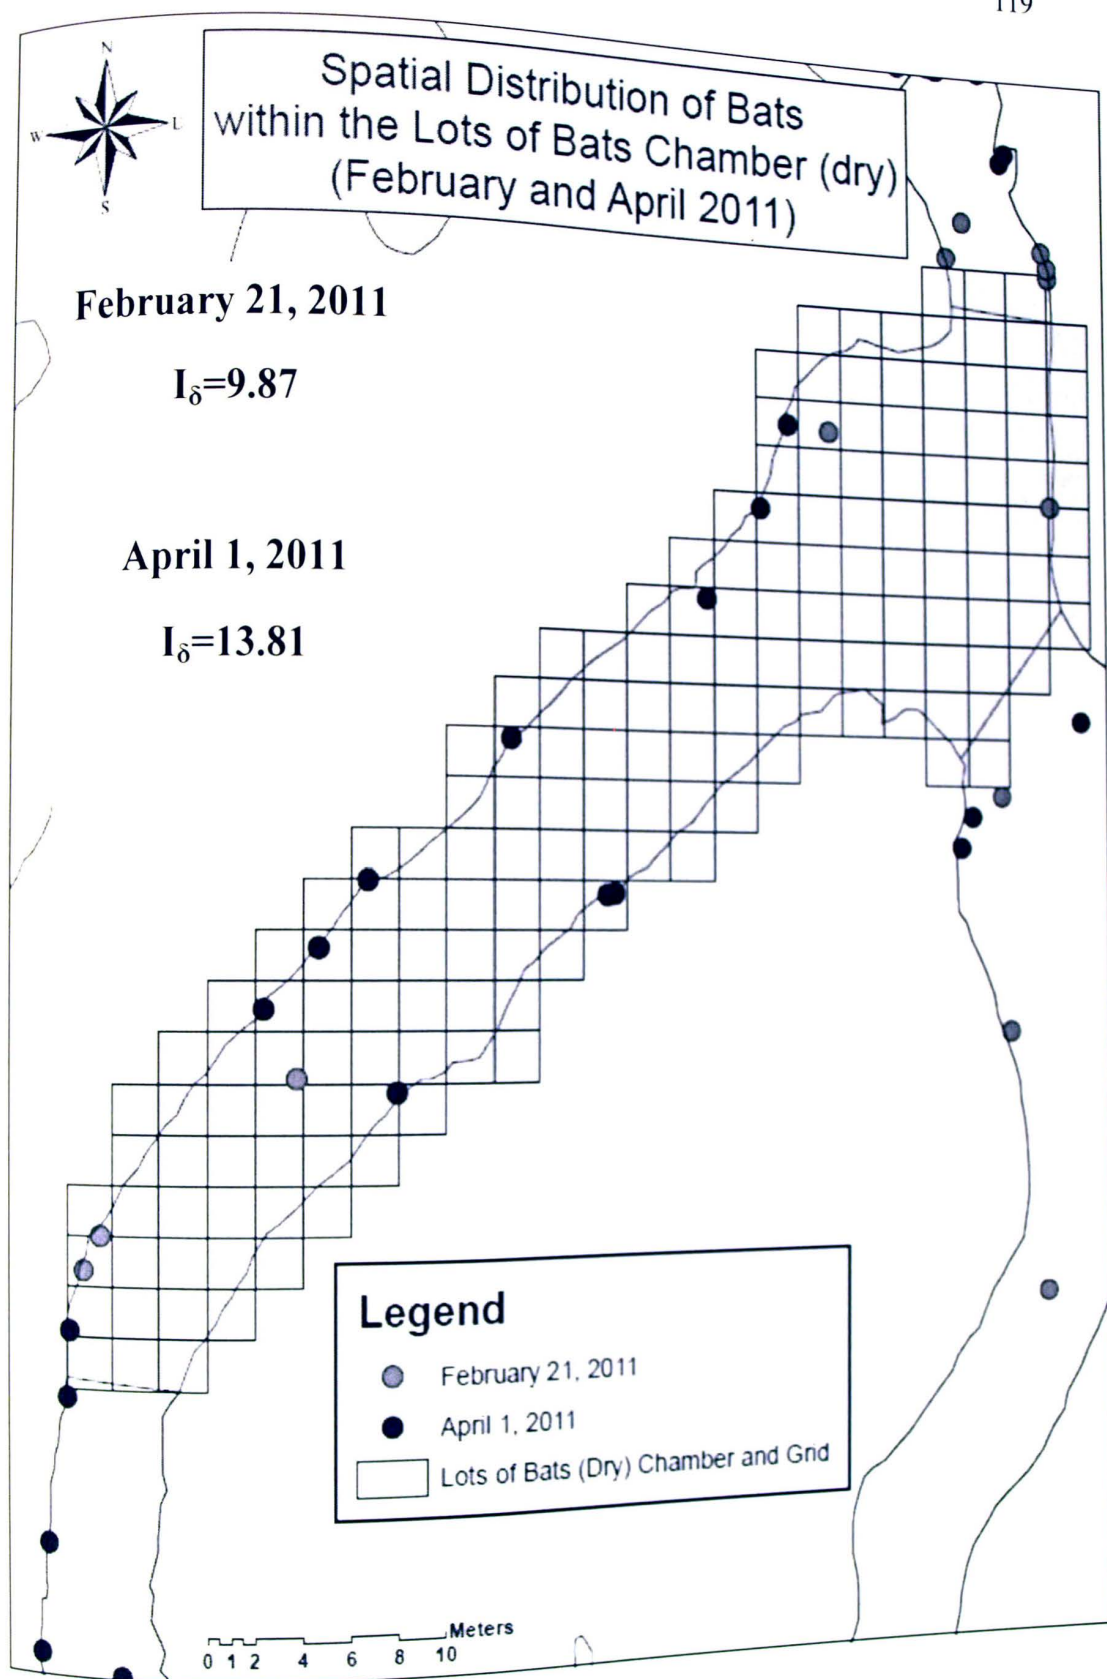 119
N
W L
S
Spatial Distribution of Bats
within the Lots of Bats Chamber (dry)
(February and April 2011)
February 21, 2011
Iδ=9.87
April 1, 2011
Iδ=13.81
Legend
February 21, 2011
April 1, 2011
Lots of Bats (Dry) Chamber and Grid
Meters
0 1 2 4 6 8 10